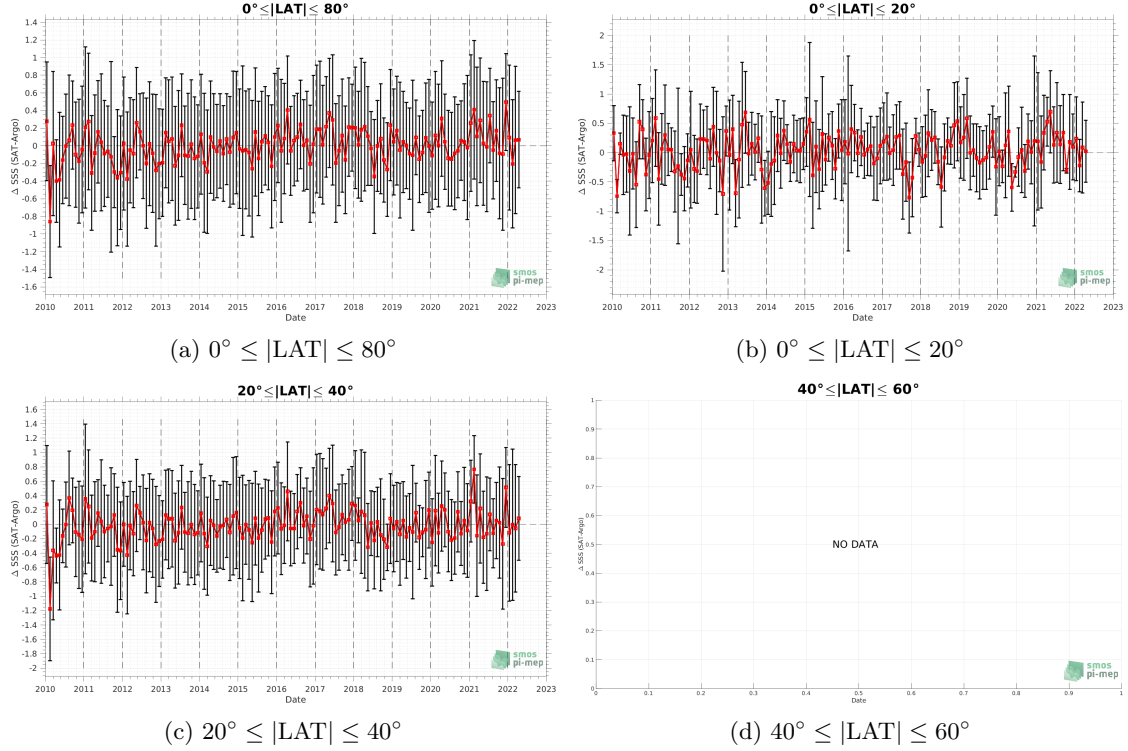 0°≤|LAT|≤ 80°
Δ SSS (SAT-Argo)
1.4
1.2
1
0.8
0.6
0.4
0.2
0
-0.2
-0.4
-0.6
-0.8
-1
-1.2
-1.4
-1.6
2010 2011 2012 2013 2014 2015 2016 2017 2018 2019 2020 2021 2022 2023
Date
smos
pi-mep
(a) 0° ≤ |LAT| ≤ 80°
0°≤|LAT|≤ 20°
Δ SSS (SAT-Argo)
2
1.5
1
0.5
0
-0.5
-1
-1.5
-2
2010 2011 2012 2013 2014 2015 2016 2017 2018 2019 2020 2021 2022 2023
Date
smos
pi-mep
(b) 0° ≤ |LAT| ≤ 20°
20°≤|LAT|≤ 40°
Δ SSS (SAT-Argo)
1.6
1.4
1.2
1
0.8
0.6
0.4
0.2
0
-0.2
-0.4
-0.6
-0.8
-1
-1.2
-1.4
-1.6
-1.8
-2
2010 2011 2012 2013 2014 2015 2016 2017 2018 2019 2020 2021 2022 2023
Date
smos
pi-mep
(c) 20° ≤ |LAT| ≤ 40°
40°≤|LAT|≤ 60°
Δ SSS (SAT-Argo)
1
0.9
0.8
0.7
0.6
0.5
0.4
0.3
0.2
0.1
0
NO DATA
0 0.1 0.2 0.3 0.4 0.5 0.6 0.7 0.8 0.9 1
Date
smos
pi-mep
(d) 40° ≤ |LAT| ≤ 60°